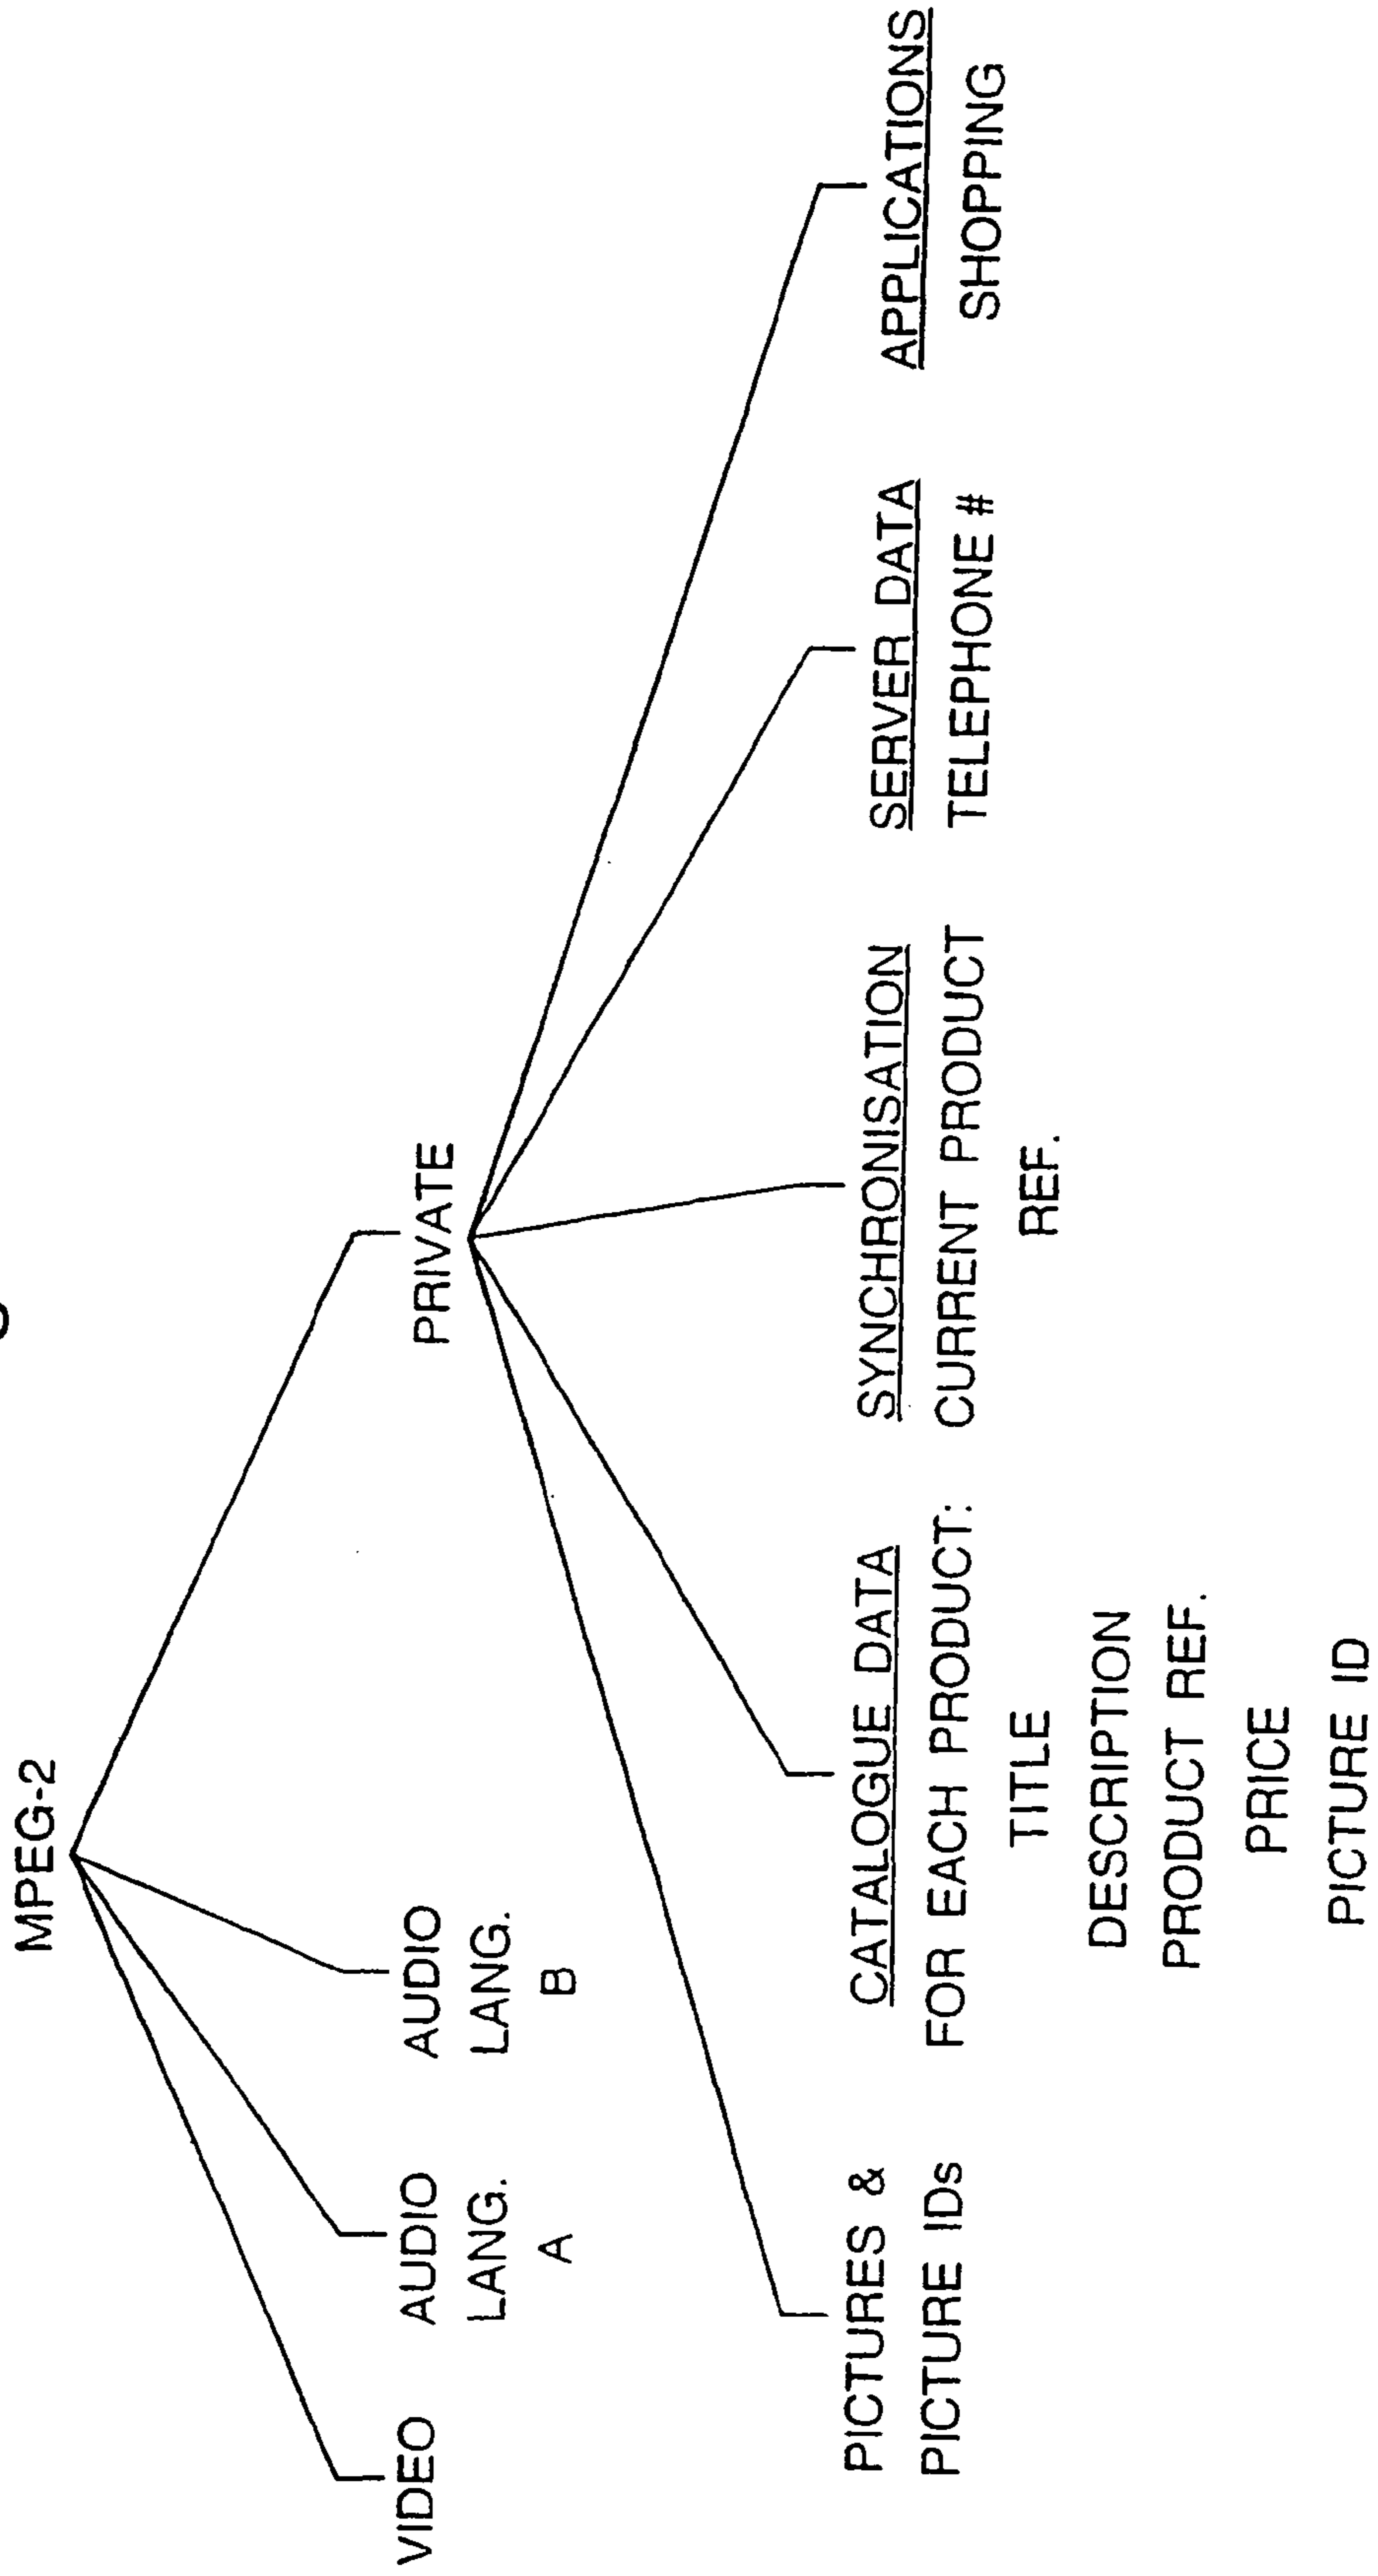 MPEG-2
VIDEO
AUDIO
LANG.
A
AUDIO
LANG.
B
PRIVATE
PICTURES &
PICTURE IDs
CATALOGUE DATA
FOR EACH PRODUCT:
TITLE
DESCRIPTION
PRODUCT REF.
PRICE
PICTURE ID
SYNCHRONISATION
CURRENT PRODUCT
REF.
SERVER DATA
TELEPHONE #
APPLICATIONS
SHOPPING